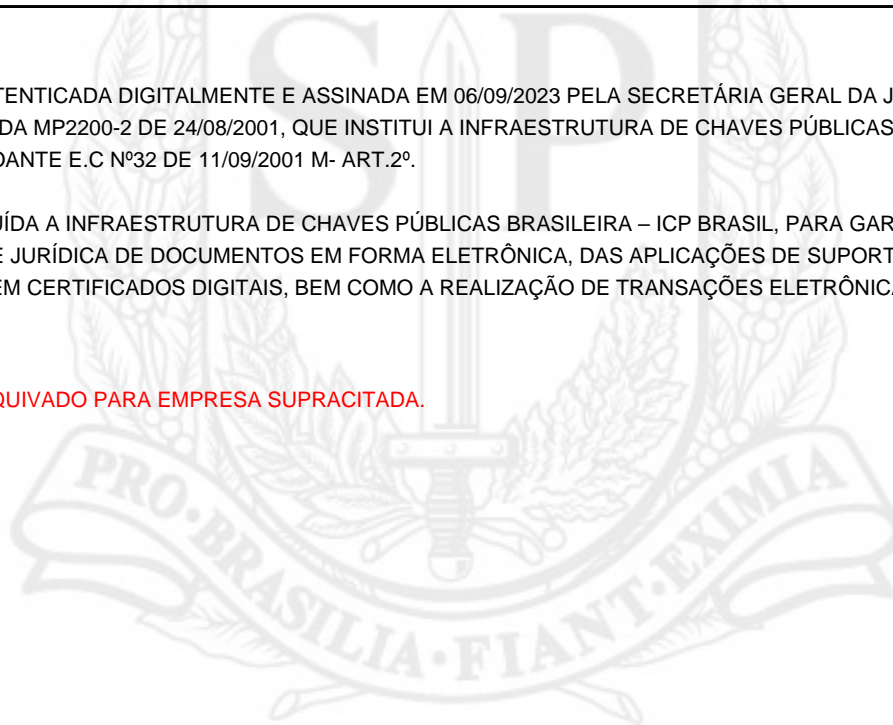 SP
TENTICADA DIGITALMENTE E ASSINADA EM 06/09/2023 PELA SECRETÁRIA GERAL DA J
DA MP2200-2 DE 24/08/2001, QUE INSTITUI A INFRAESTRUTURA DE CHAVES PÚBLICAS
DANTE E.C Nº32 DE 11/09/2001 M- ART.2º.
UÍDA A INFRAESTRUTURA DE CHAVES PÚBLICAS BRASILEIRA – ICP BRASIL, PARA GAR
E JURÍDICA DE DOCUMENTOS EM FORMA ELETRÔNICA, DAS APLICAÇÕES DE SUPORT
EM CERTIFICADOS DIGITAIS, BEM COMO A REALIZAÇÃO DE TRANSAÇÕES ELETRÔNICA
QUIVADO PARA EMPRESA SUPRACITADA.
PRO·BRASILIA·FIANT·EXIMIA